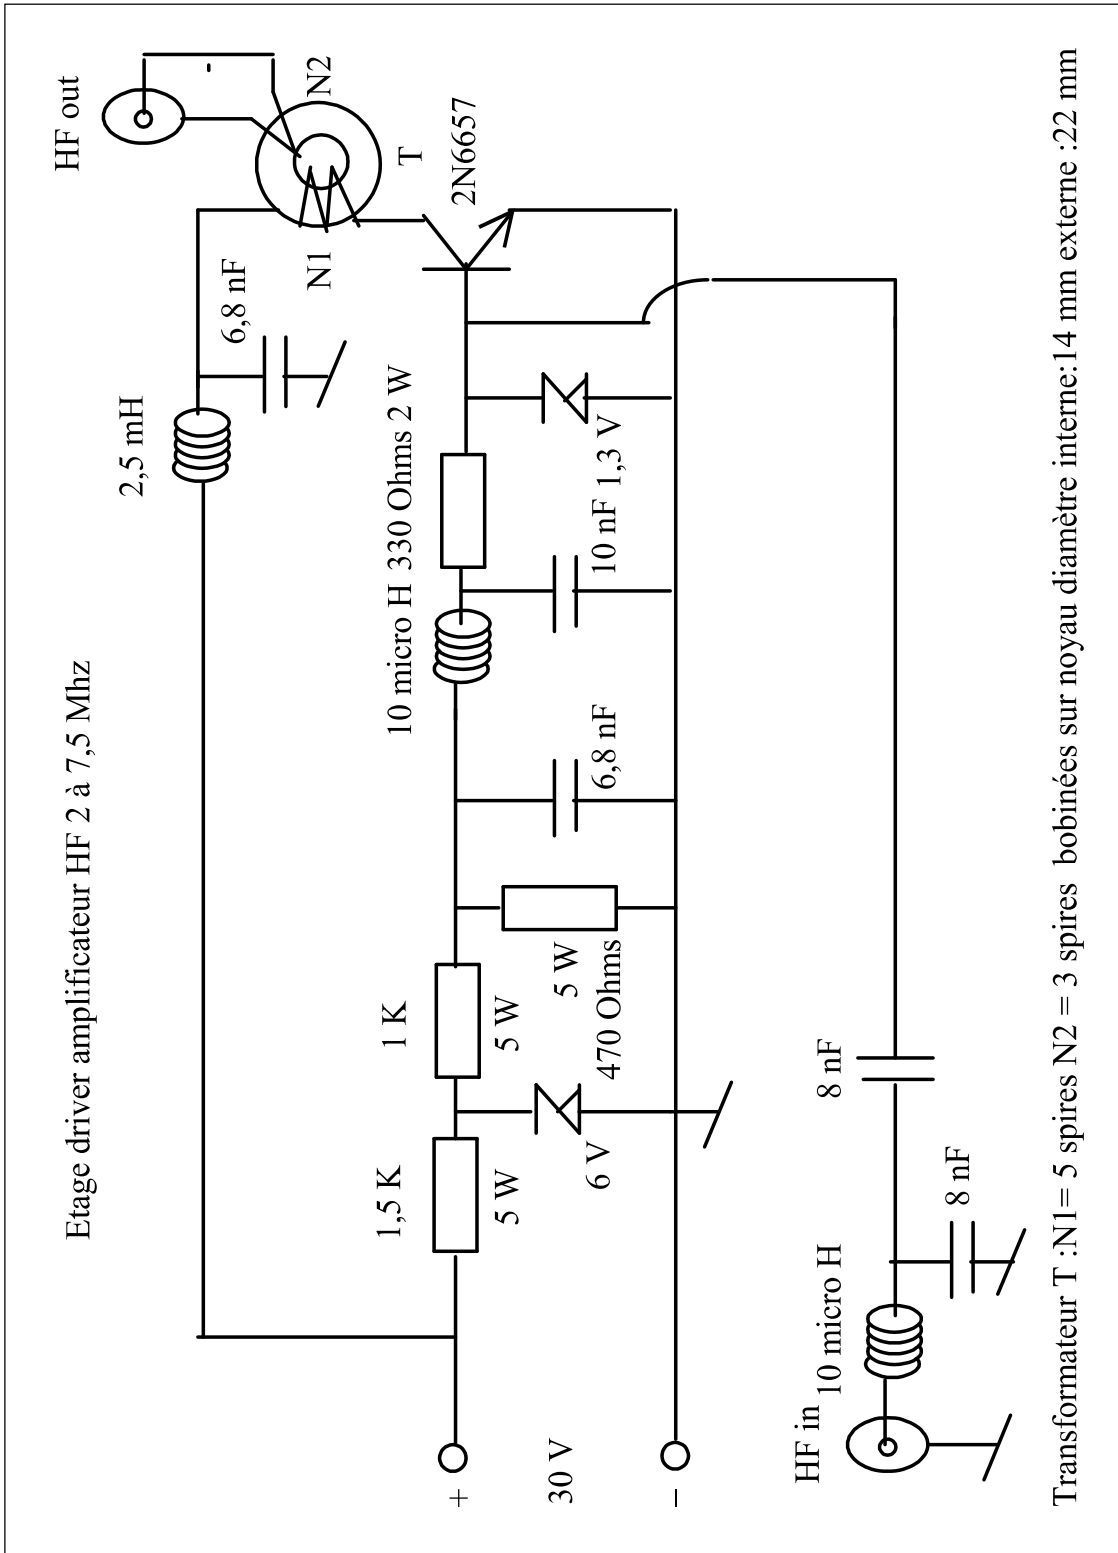 Etage driver amplificateur HF 2 à 7,5 Mhz
HF out
2,5 mH
6,8 nF
N1
N2
T
2N6657
+
30 V
–
1,5 K
5 W
6 V
1 K
5 W
5 W
470 Ohms
6,8 nF
10 micro H
330 Ohms 2 W
10 nF
1,3 V
HF in
10 micro H
8 nF
8 nF
Transformateur T :N1= 5 spires N2 = 3 spires bobinées sur noyau diamètre interne:14 mm externe :22 mm